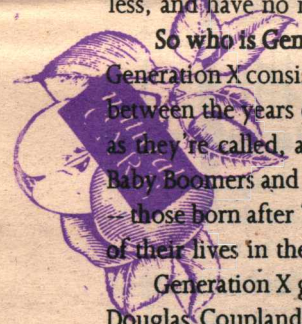 less, and have no
So who is Gen
Generation X consi
between the years
as they're called, a
Baby Boomers and
-- those born after
of their lives in the
Generation X g
Douglas Coupland
THIRD